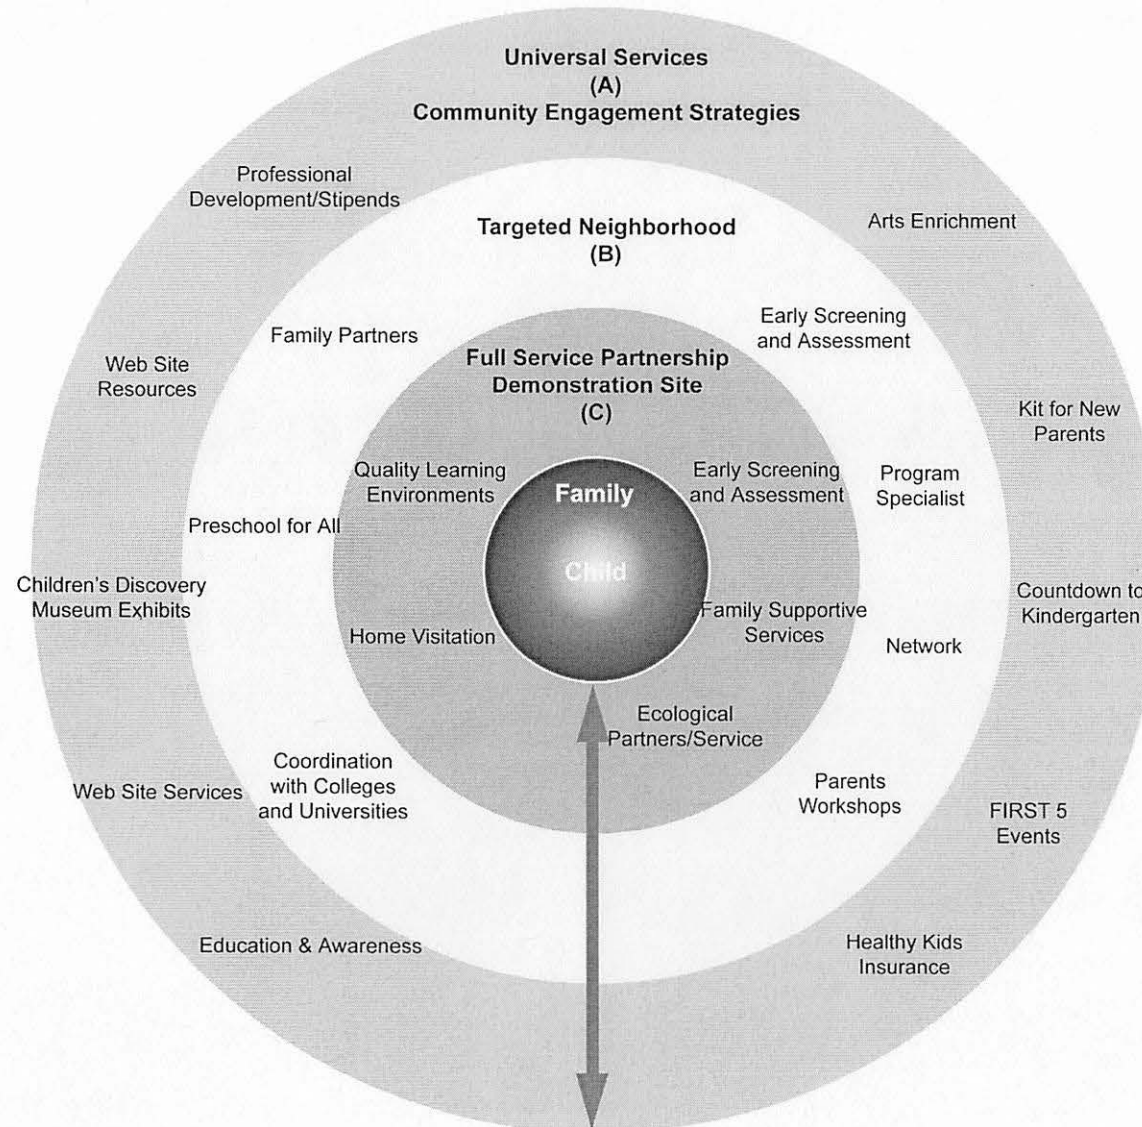 Universal Services
(A)
Community Engagement Strategies
Professional
Development/Stipends
Arts Enrichment
Targeted Neighborhood
(B)
Family Partners
Early Screening
and Assessment
Web Site
Resources
Full Service Partnership
Demonstration Site
(C)
Kit for New
Parents
Quality Learning
Environments
Family
Early Screening
and Assessment
Program
Specialist
Preschool for All
Child
Children's Discovery
Museum Exhibits
Home Visitation
Family Supportive
Services
Network
Countdown to
Kindergarten
Ecological
Partners/Service
Web Site Services
Coordination
with Colleges
and Universities
Parents
Workshops
FIRST 5
Events
Education & Awareness
Healthy Kids
Insurance